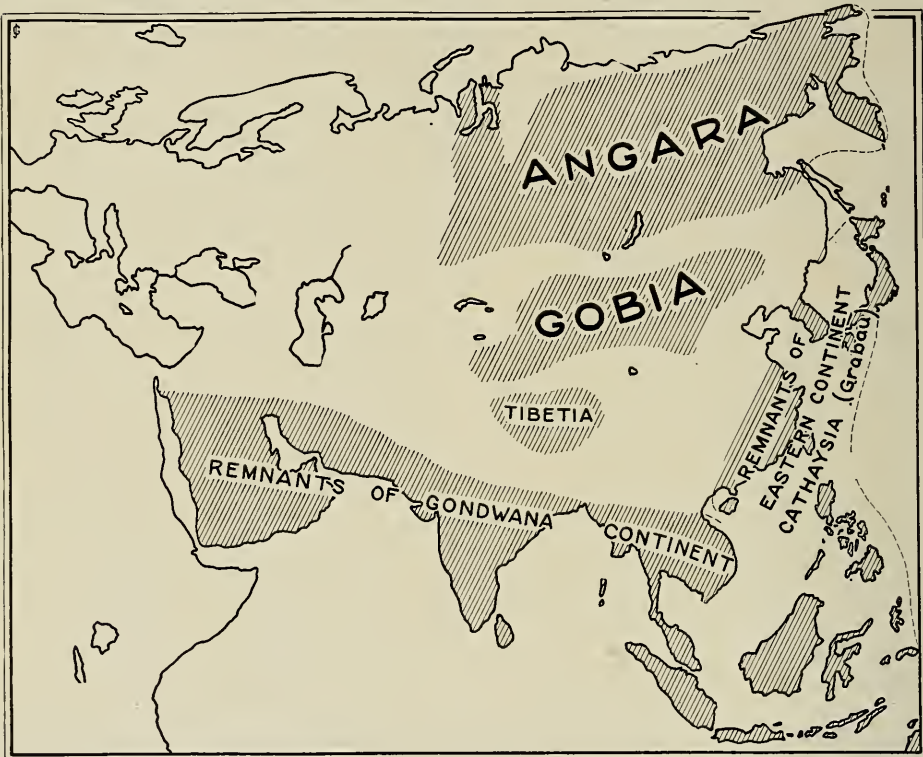 ANGARA
GOBIA
TIBETIA
REMNANTS OF GONDWANA CONTINENT
REMNANTS OF
EASTERN CONTINENT
CATHAYSIA (Grabau)